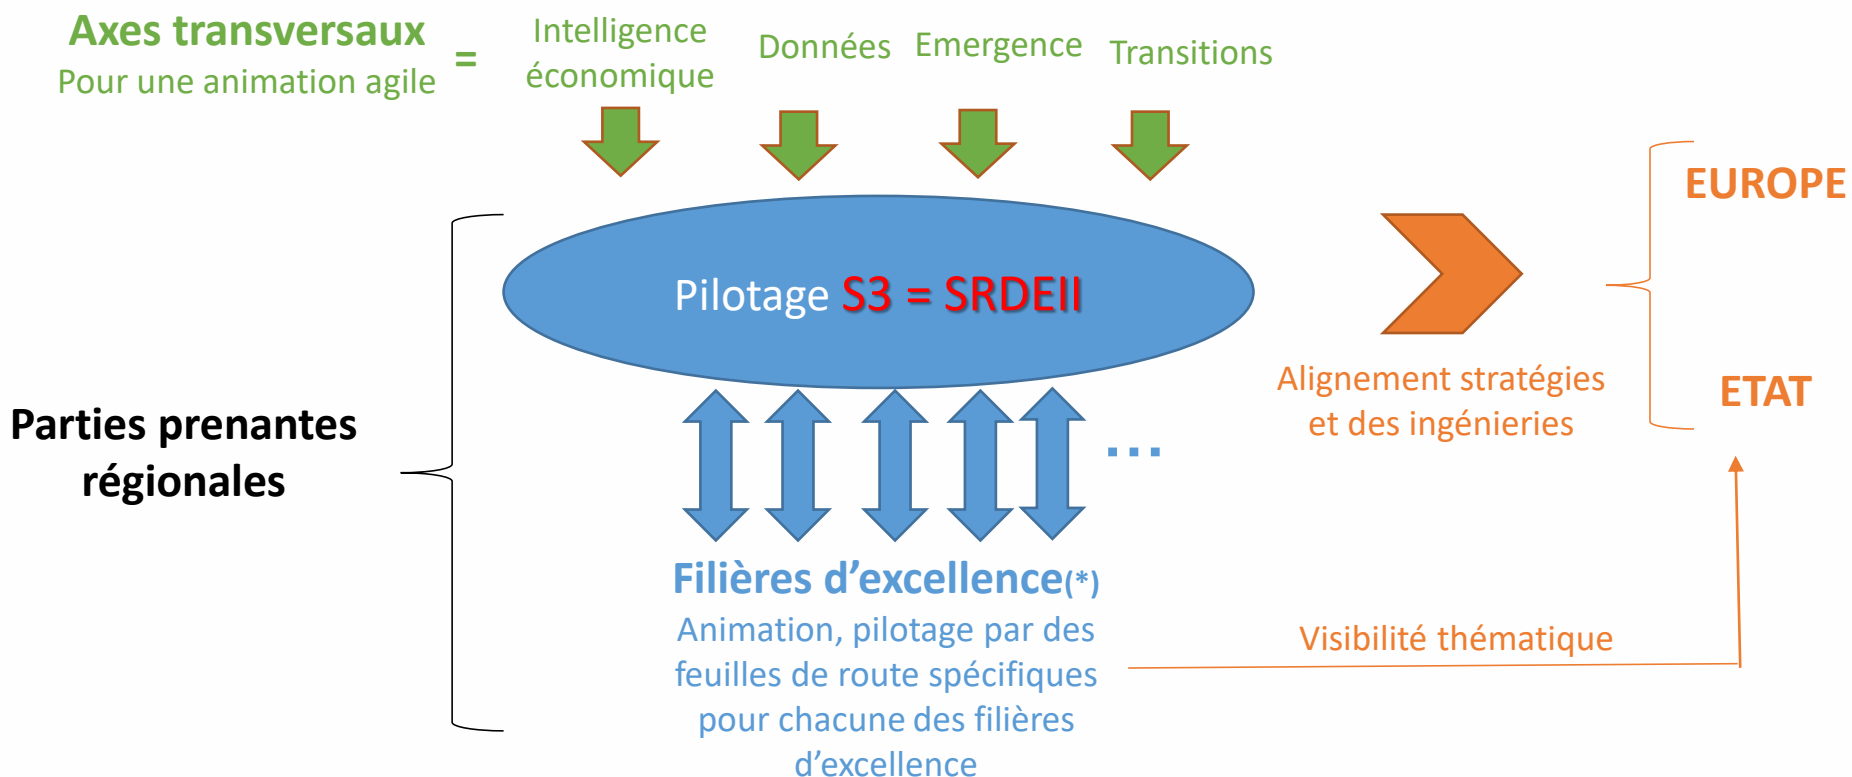 Axes transversaux
Pour une animation agile
=
Intelligence
économique
Données
Emergence
Transitions
EUROPE
Pilotage S3 = SRDEII
Alignement stratégies
et des ingénieries
ETAT
Parties prenantes
régionales
...
Filières d’excellence(*)
Animation, pilotage par des
feuilles de route spécifiques
pour chacune des filières
d’excellence
Visibilité thématique